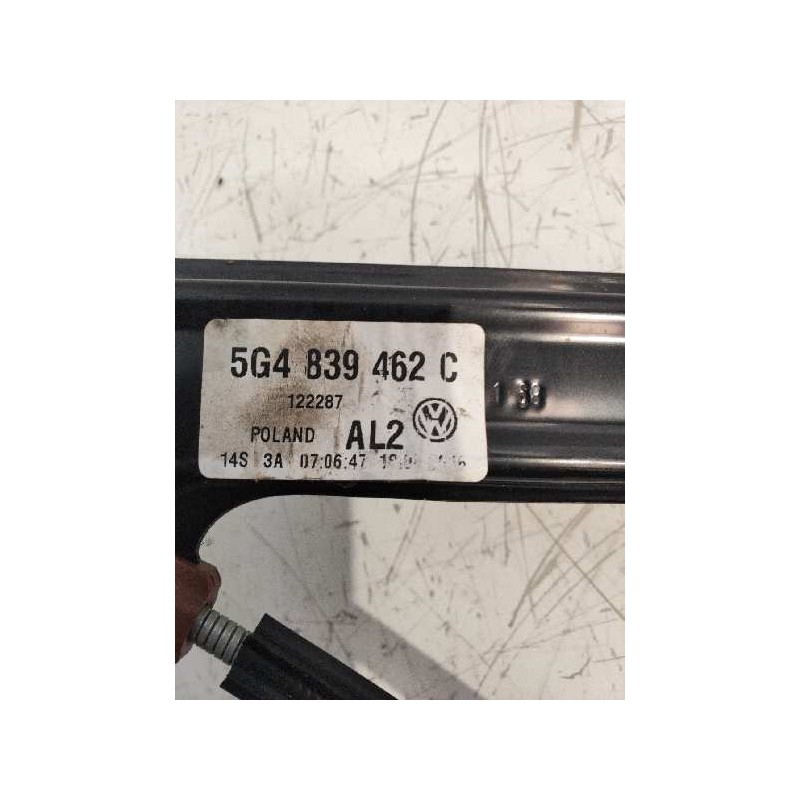 5G4 839 462 C
122287
POLAND AL2
14S 3A 07:06:47